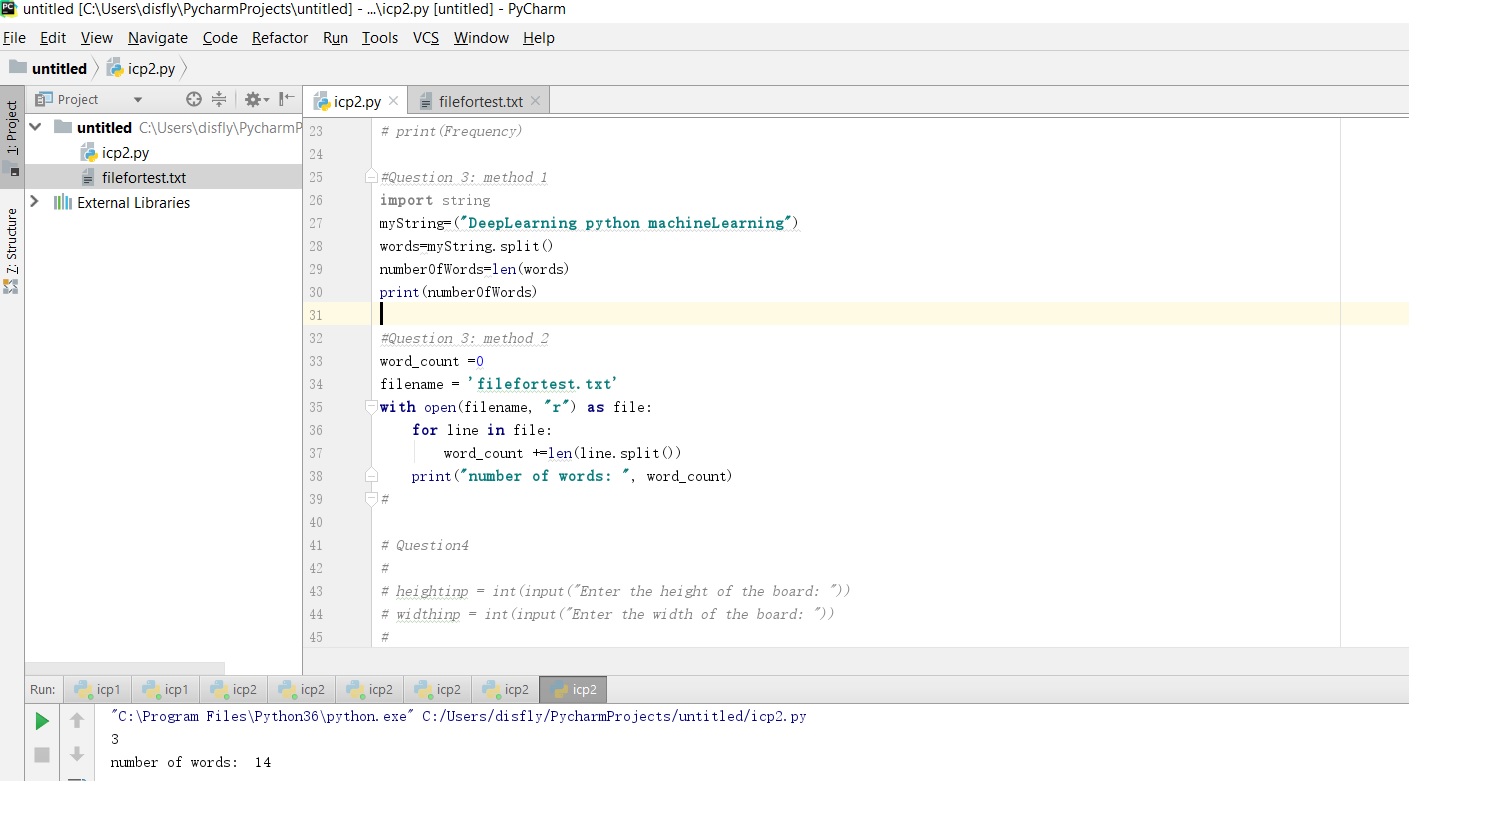 untitled [C:\Users\disfly\PycharmProjects\untitled] - ...\icp2.py [untitled] - PyCharm
File Edit View Navigate Code Refactor Run Tools VCS Window Help
untitled icp2.py
Project
icp2.py filefortest.txt
1: Project
7: Structure
untitled C:\Users\disfly\PycharmP
icp2.py
filefortest.txt
External Libraries
23 # print(Frequency)
24
25 #Question 3: method 1
26 import string
27 myString=("DeepLearning python machineLearning")
28 words=myString.split()
29 numberOfWords=len(words)
30 print(numberOfWords)
31
32 #Question 3: method 2
33 word_count =0
34 filename = 'filefortest.txt'
35 with open(filename, "r") as file:
36 for line in file:
37 word_count +=len(line.split())
38 print("number of words: ", word_count)
39 #
40
41 # Question4
42 #
43 # heightinp = int(input("Enter the height of the board: "))
44 # widthinp = int(input("Enter the width of the board: "))
45 #
Run: icp1 icp1 icp2 icp2 icp2 icp2 icp2 icp2
"C:\Program Files\Python36\python.exe" C:/Users/disfly/PycharmProjects/untitled/icp2.py
3
number of words:  14